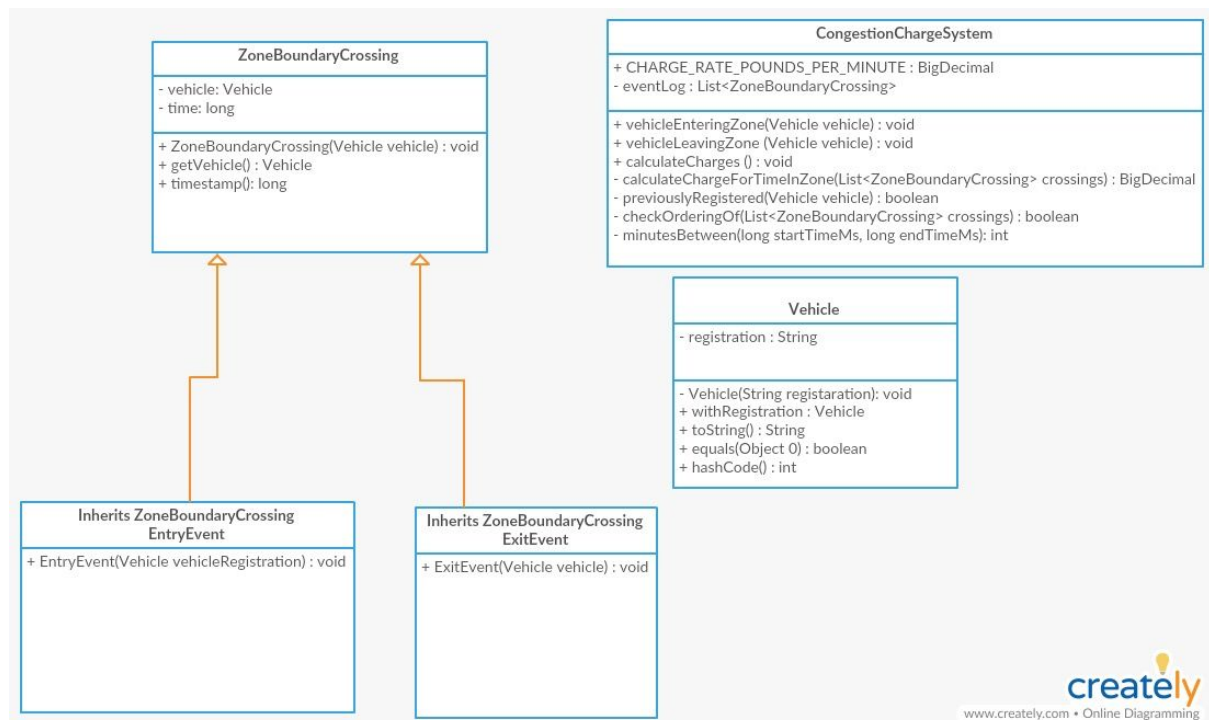 ZoneBoundaryCrossing
- vehicle: Vehicle
- time: long
+ ZoneBoundaryCrossing(Vehicle vehicle) : void
+ getVehicle() : Vehicle
+ timestamp(): long
CongestionChargeSystem
+ CHARGE_RATE_POUNDS_PER_MINUTE : BigDecimal
- eventLog : List<ZoneBoundaryCrossing>
+ vehicleEnteringZone(Vehicle vehicle) : void
+ vehicleLeavingZone (Vehicle vehicle) : void
+ calculateCharges () : void
- calculateChargeForTimeInZone(List<ZoneBoundaryCrossing> crossings) : BigDecimal
- previouslyRegistered(Vehicle vehicle) : boolean
- checkOrderingOf(List<ZoneBoundaryCrossing> crossings) : boolean
- minutesBetween(long startTimeMs, long endTimeMs): int
Vehicle
- registration : String
- Vehicle(String registaration): void
+ withRegistration : Vehicle
+ toString() : String
+ equals(Object 0) : boolean
+ hashCode() : int
Inherits ZoneBoundaryCrossing
EntryEvent
+ EntryEvent(Vehicle vehicleRegistration) : void
Inherits ZoneBoundaryCrossing
ExitEvent
+ ExitEvent(Vehicle vehicle) : void
creately
www.creately.com • Online Diagramming